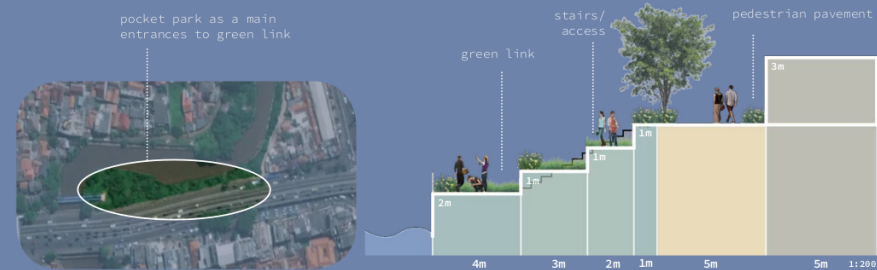 pocket park as a main
entrances to green link
green link
stairs/
access
pedestrian pavement
3m
1m
1m
1m
2m
4m
3m
2m
1m
5m
5m
1:200